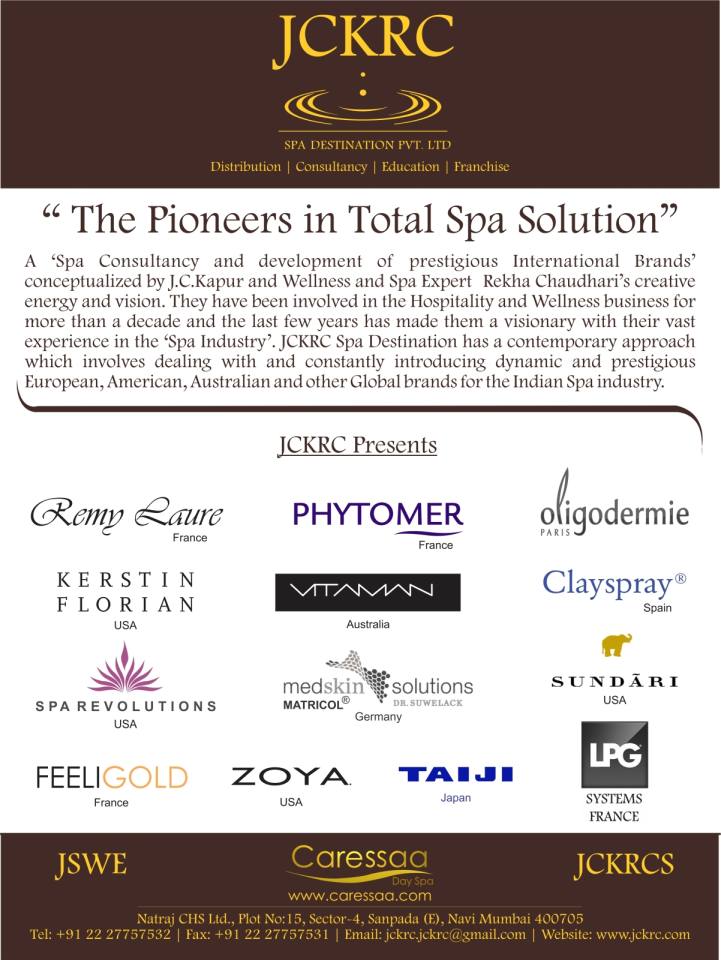 JCKRC
SPA DESTINATION PVT. LTD
Distribution | Consultancy | Education | Franchise
“ The Pioneers in Total Spa Solution”
A ‘Spa Consultancy and development of prestigious International Brands’
conceptualized by J.C.Kapur and Wellness and Spa Expert Rekha Chaudhari’s creative
energy and vision. They have been involved in the Hospitality and Wellness business for
more than a decade and the last few years has made them a visionary with their vast
experience in the ‘Spa Industry’. JCKRC Spa Destination has a contemporary approach
which involves dealing with and constantly introducing dynamic and prestigious
European, American, Australian and other Global brands for the Indian Spa industry.
JCKRC Presents
Remy Laure
France
PHYTOMER
France
oligodermie
PARIS
KERSTIN
FLORIAN
USA
VITAMAN
Australia
Clayspray®
Spain
SPA REVOLUTIONS
USA
medskin solutions
MATRICOL® DR. SUWELACK
Germany
SUNDÃRI
USA
FEELIGOLD
France
ZOYA.
USA
TAIJI
Japan
LPG®
SYSTEMS
FRANCE
JSWE
Caressaa
Day Spa
www.caressaa.com
JCKRCS
Natraj CHS Ltd., Plot No:15, Sector-4, Sanpada (E), Navi Mumbai 400705
Tel: +91 22 27757532 | Fax: +91 22 27757531 | Email: jckrc.jckrc@gmail.com | Website: www.jckrc.com